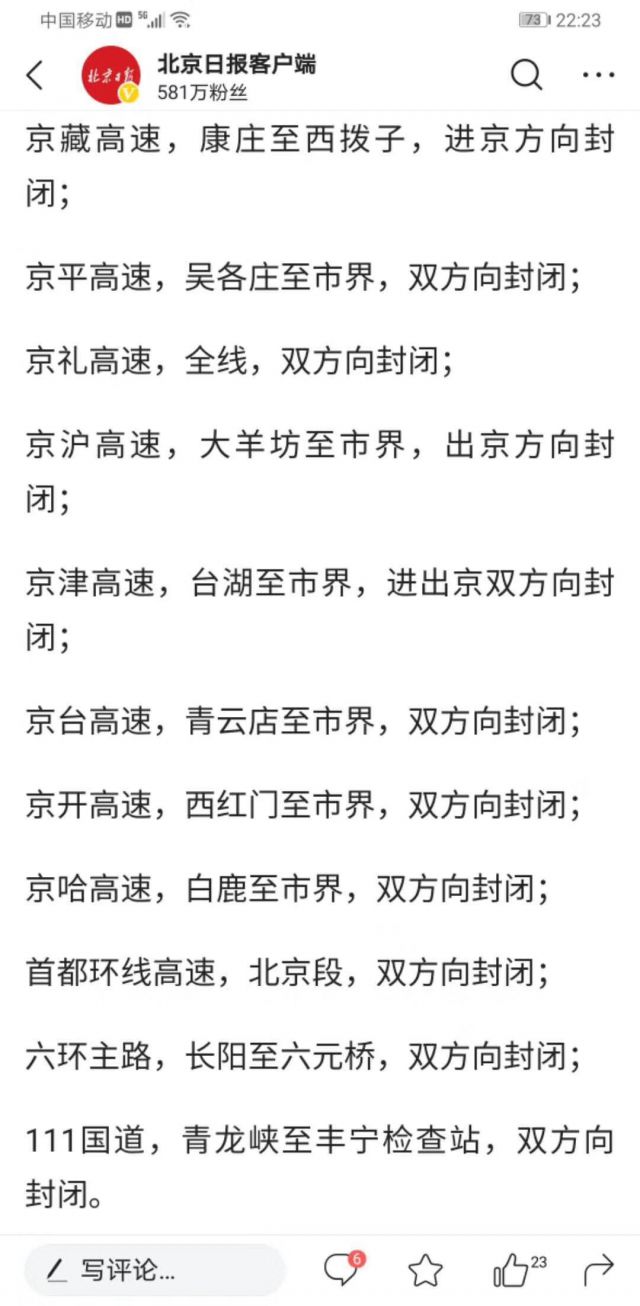 中国移动 HD 5G 73 22:23
北京日报
北京日报客户端
581万粉丝
京藏高速，康庄至西拨子，进京方向封
闭；
京平高速，吴各庄至市界，双方向封闭；
京礼高速，全线，双方向封闭；
京沪高速，大羊坊至市界，出京方向封
闭；
京津高速，台湖至市界，进出京双方向封
闭；
京台高速，青云店至市界，双方向封闭；
京开高速，西红门至市界，双方向封闭；
京哈高速，白鹿至市界，双方向封闭；
首都环线高速，北京段，双方向封闭；
六环主路，长阳至六元桥，双方向封闭；
111国道，青龙峡至丰宁检查站，双方向
封闭。
写评论... 6 23